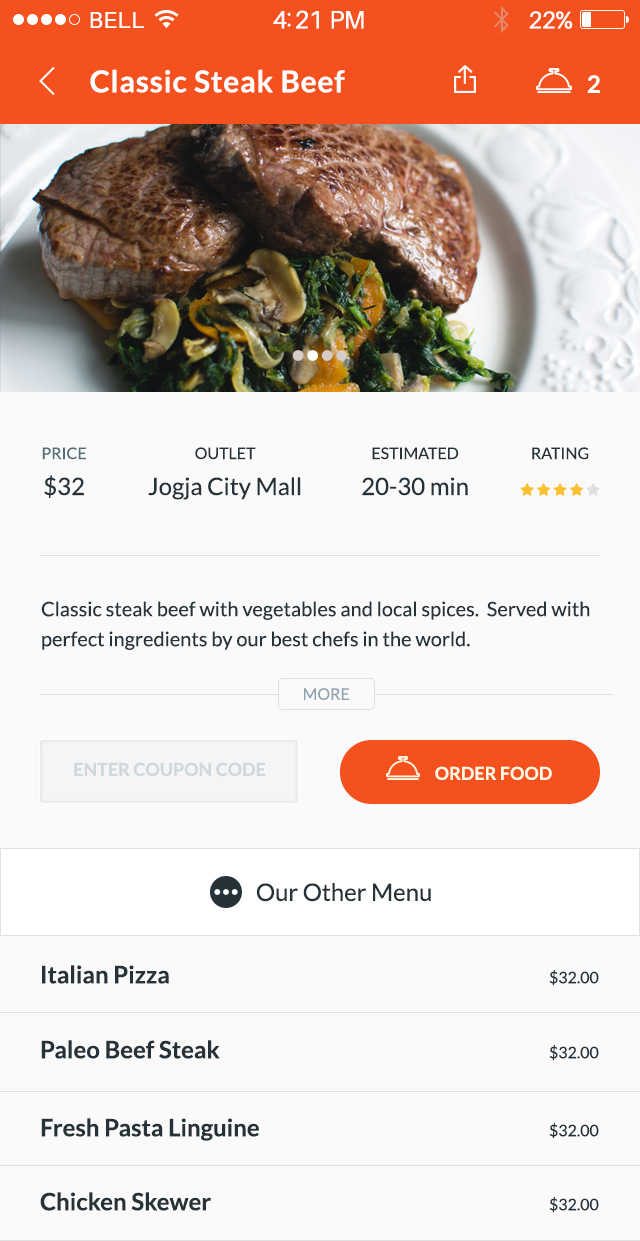 BELL 4:21 PM 22%
Classic Steak Beef 2
PRICE OUTLET ESTIMATED RATING
$32 Jogja City Mall 20-30 min
Classic steak beef with vegetables and local spices. Served with
perfect ingredients by our best chefs in the world.
MORE
ENTER COUPON CODE ORDER FOOD
Our Other Menu
Italian Pizza $32.00
Paleo Beef Steak $32.00
Fresh Pasta Linguine $32.00
Chicken Skewer $32.00